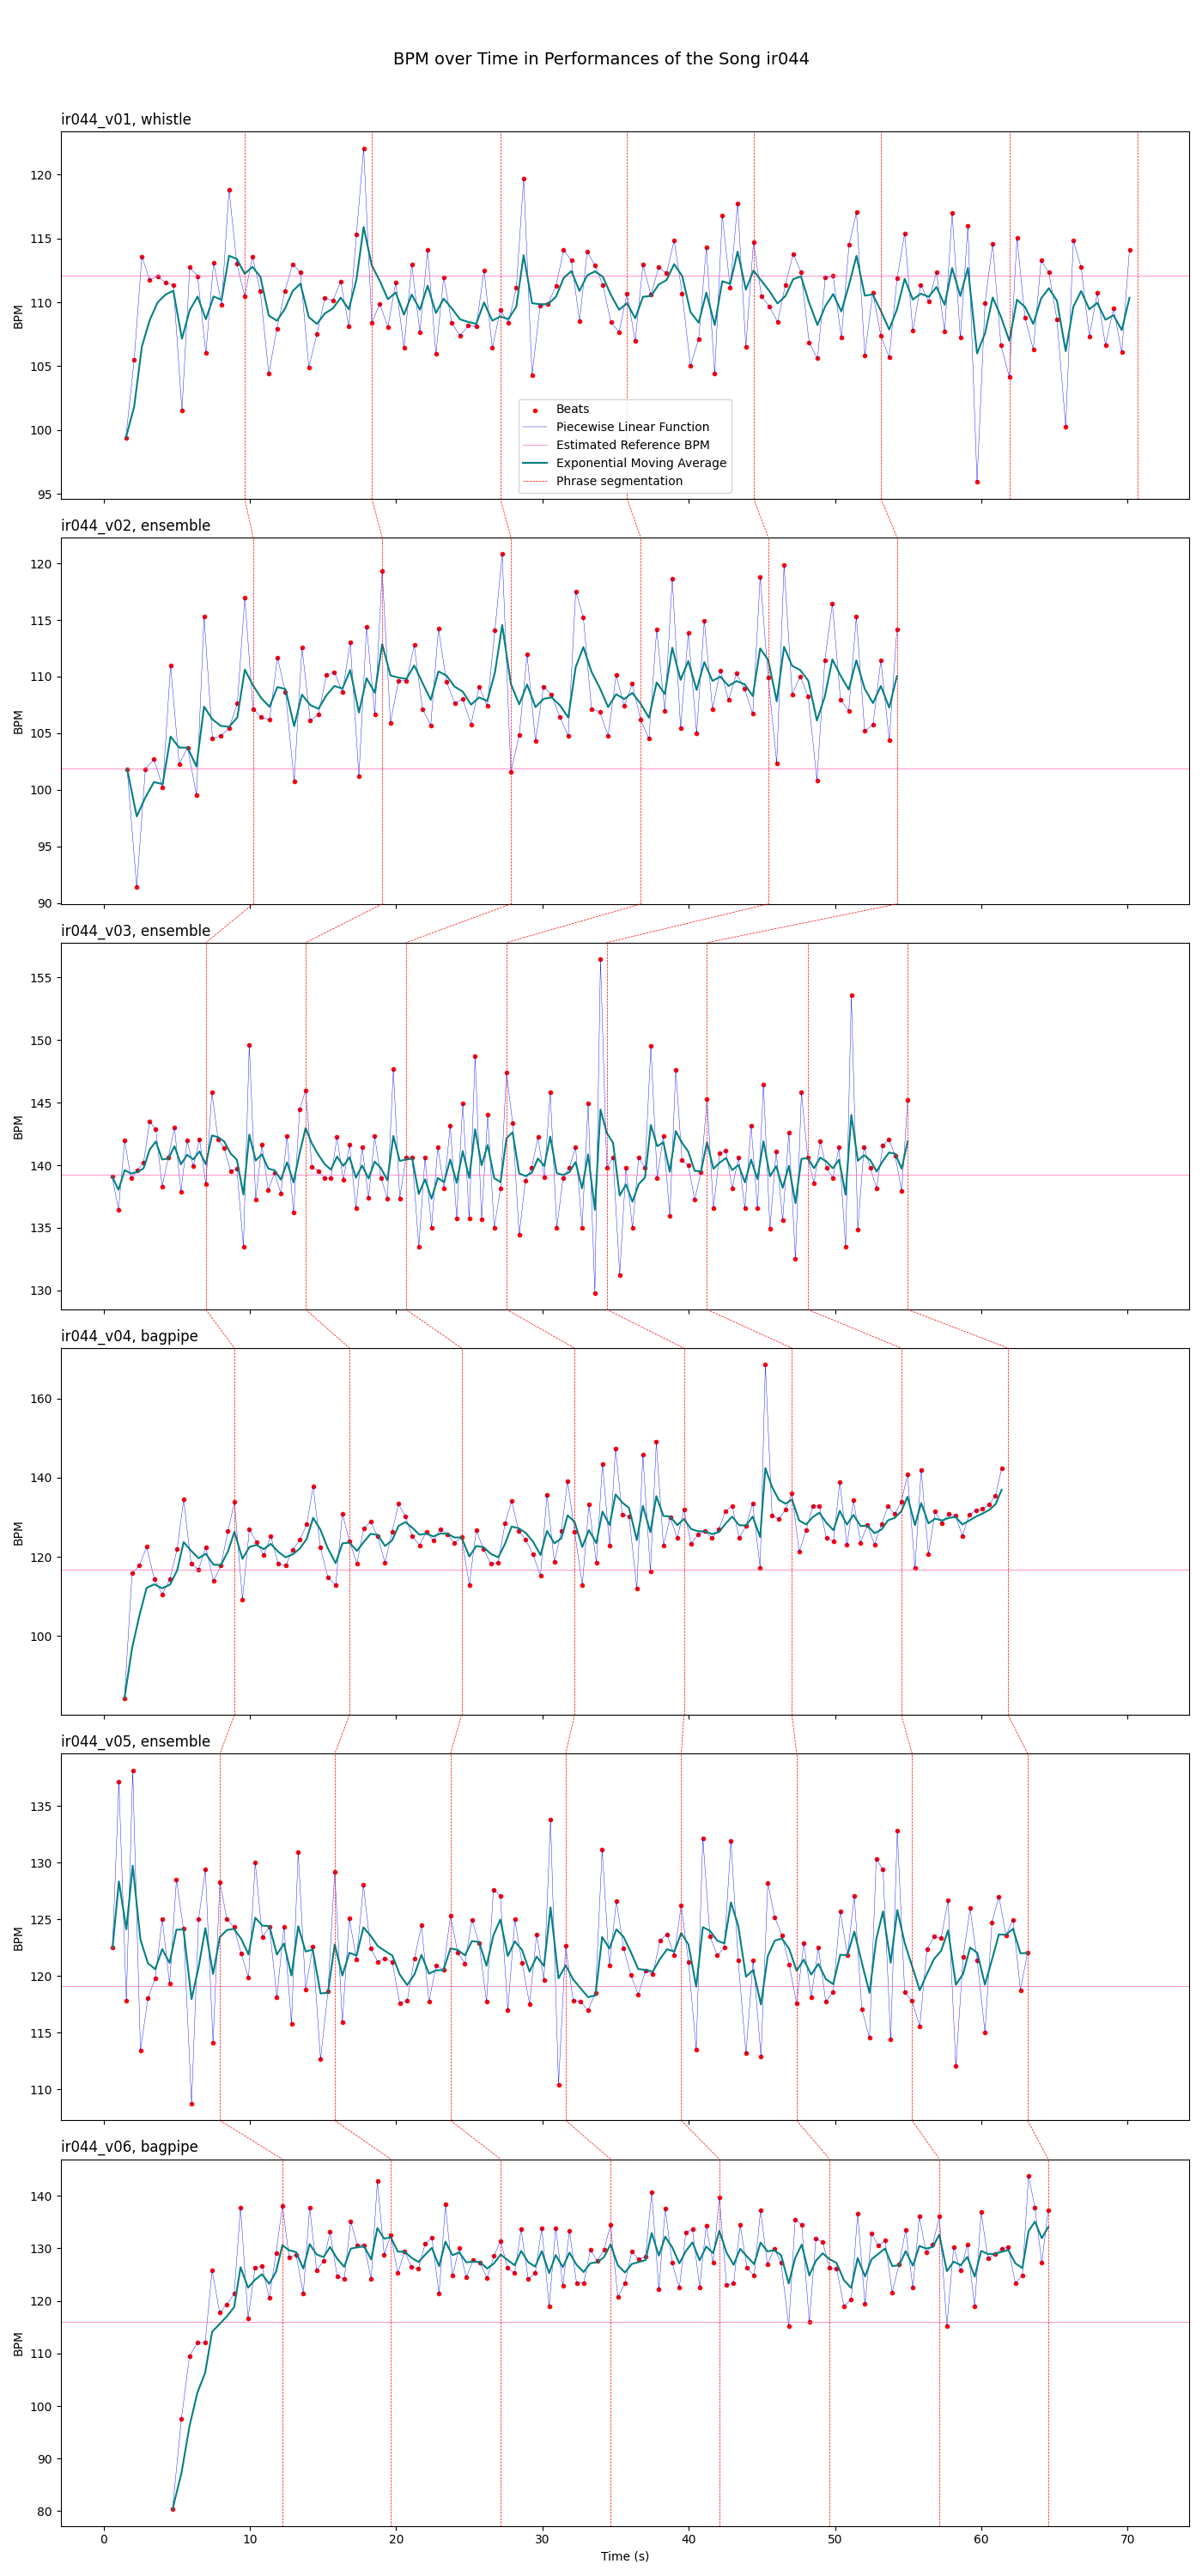 BPM over Time in Performances of the Song ir044
ir044_v01, whistle
120
115
110
105
100
95
BPM
Beats
Piecewise Linear Function
Estimated Reference BPM
Exponential Moving Average
Phrase segmentation
ir044_v02, ensemble
120
115
110
105
100
95
90
BPM
ir044_v03, ensemble
155
150
145
140
135
130
BPM
ir044_v04, bagpipe
160
140
120
100
BPM
ir044_v05, ensemble
135
130
125
120
115
110
BPM
ir044_v06, bagpipe
140
130
120
110
100
90
80
BPM
0 10 20 30 40 50 60 70
Time (s)